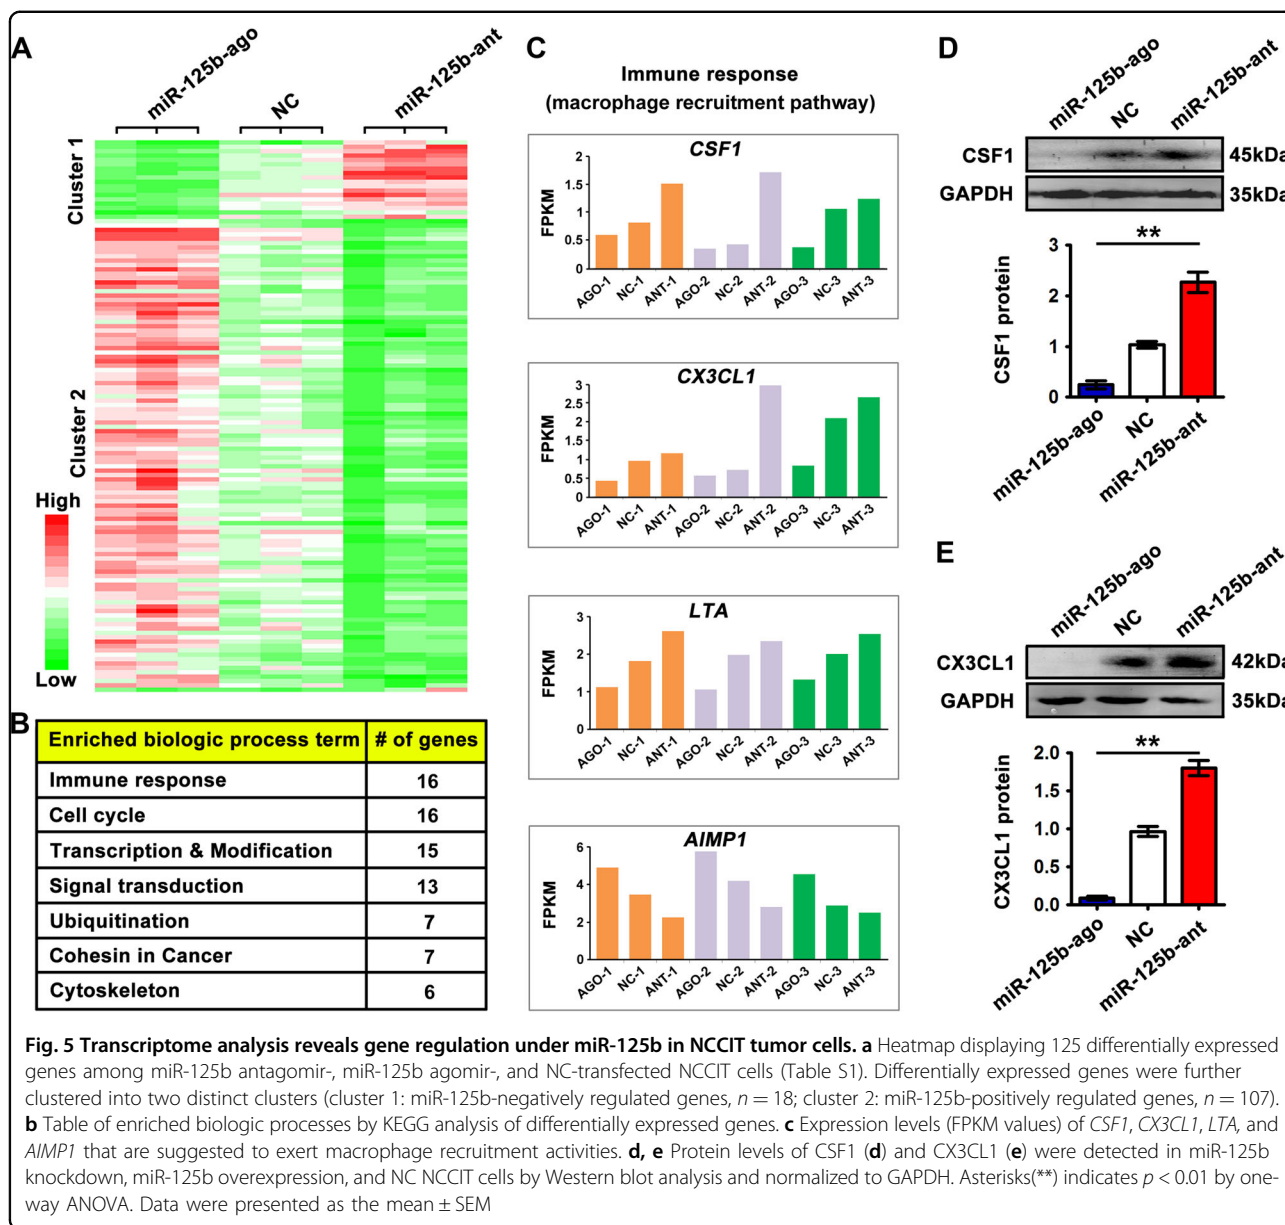 A
miR-125b-ago
NC
miR-125b-ant
Cluster 1
Cluster 2
High
Low
B
Enriched biologic process term # of genes
Immune response 16
Cell cycle 16
Transcription & Modification 15
Signal transduction 13
Ubiquitination 7
Cohesin in Cancer 7
Cytoskeleton 6
C
Immune response
(macrophage recruitment pathway)
CSF1
FPKM
2
1.5
1
0.5
0
AGO-1 NC-1 ANT-1 AGO-2 NC-2 ANT-2 AGO-3 NC-3 ANT-3
CX3CL1
FPKM
3
2.5
2
1.5
1
0.5
0
AGO-1 NC-1 ANT-1 AGO-2 NC-2 ANT-2 AGO-3 NC-3 ANT-3
LTA
FPKM
3
2
1
0
AGO-1 NC-1 ANT-1 AGO-2 NC-2 ANT-2 AGO-3 NC-3 ANT-3
AIMP1
FPKM
6
4
2
0
AGO-1 NC-1 ANT-1 AGO-2 NC-2 ANT-2 AGO-3 NC-3 ANT-3
D
miR-125b-ago
NC
miR-125b-ant
CSF1 45kDa
GAPDH 35kDa
**
CSF1 protein
3
2
1
0
miR-125b-ago
NC
miR-125b-ant
E
miR-125b-ago
NC
miR-125b-ant
CX3CL1 42kDa
GAPDH 35kDa
**
CX3CL1 protein
2.0
1.5
1.0
0.5
0.0
miR-125b-ago
NC
miR-125b-ant
Fig. 5 Transcriptome analysis reveals gene regulation under miR-125b in NCCIT tumor cells. a Heatmap displaying 125 differentially expressed
genes among miR-125b antagomir-, miR-125b agomir-, and NC-transfected NCCIT cells (Table S1). Differentially expressed genes were further
clustered into two distinct clusters (cluster 1: miR-125b-negatively regulated genes, n = 18; cluster 2: miR-125b-positively regulated genes, n = 107).
b Table of enriched biologic processes by KEGG analysis of differentially expressed genes. c Expression levels (FPKM values) of CSF1, CX3CL1, LTA, and
AIMP1 that are suggested to exert macrophage recruitment activities. d, e Protein levels of CSF1 (d) and CX3CL1 (e) were detected in miR-125b
knockdown, miR-125b overexpression, and NC NCCIT cells by Western blot analysis and normalized to GAPDH. Asterisks(**) indicates p < 0.01 by one-
way ANOVA. Data were presented as the mean ± SEM